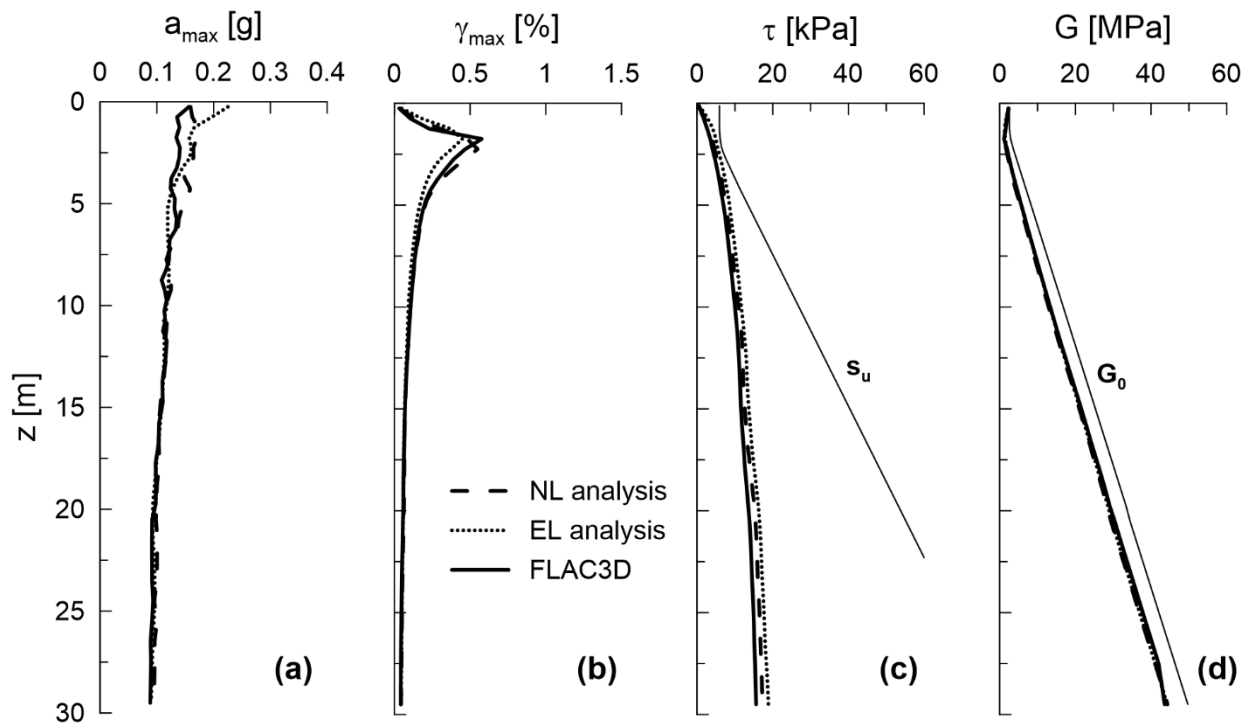 a_max [g] γ_max [%] τ [kPa] G [MPa]
0 0.1 0.2 0.3 0.4 0 0.5 1 1.5 0 20 40 60 0 20 40 60
0
5
10
s_u G_0
z [m]
15
NL analysis
20 EL analysis
FLAC3D
25
(a) (b) (c) (d)
30